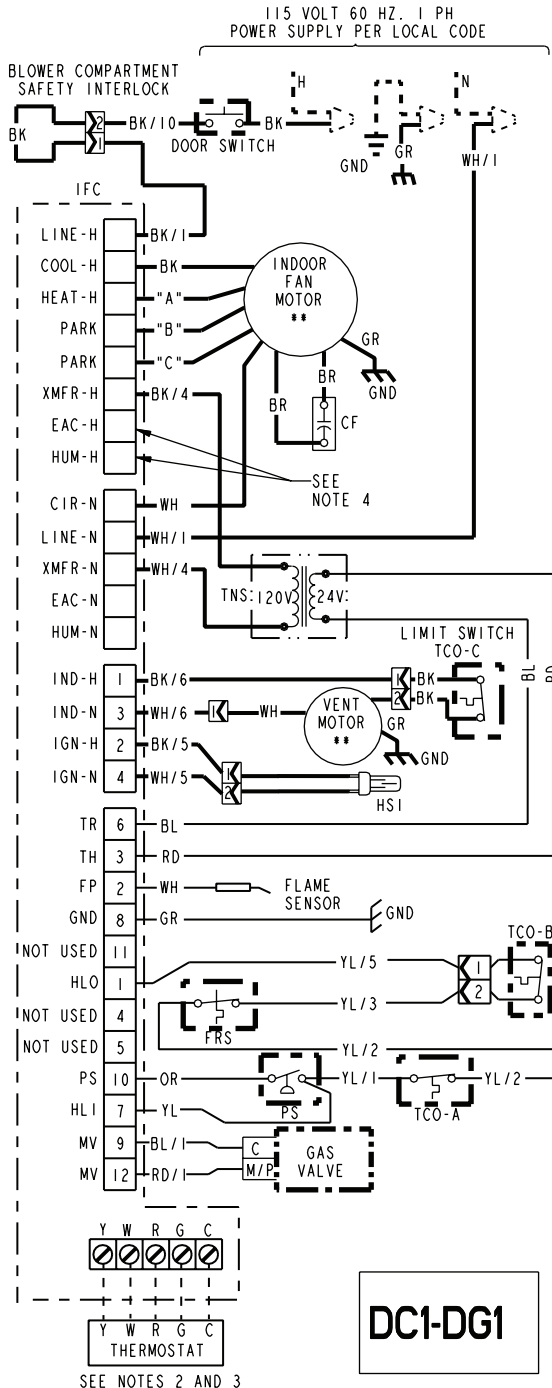 115 VOLT 60 HZ. 1 PH
POWER SUPPLY PER LOCAL CODE
BLOWER COMPARTMENT
SAFETY INTERLOCK
H
N
BK
2
1
BK/10
BK
DOOR SWITCH
GND
GR
WH/1
IFC
LINE-H
BK/1
COOL-H
BK
HEAT-H
"A"
PARK
"B"
PARK
"C"
XMFR-H
BK/4
EAC-H
HUM-H
INDOOR
FAN
MOTOR
**
GR
GND
BR
BR
CF
SEE
NOTE 4
CIR-N
WH
LINE-N
WH/1
XMFR-N
WH/4
EAC-N
HUM-N
TNS
120V
24V
LIMIT SWITCH
TCO-C
BL
RD
IND-H
1
BK/6
1
BK
2
BK
IND-N
3
WH/6
1
WH
VENT
MOTOR
**
GR
GND
IGN-H
2
BK/5
IGN-N
4
WH/5
1
2
HSI
TR
6
BL
TH
3
RD
FP
2
WH
FLAME
SENSOR
GND
8
GR
GND
TCO-B
NOT USED
11
HLO
1
YL/5
1
2
NOT USED
4
YL/3
FRS
NOT USED
5
YL/2
PS
10
OR
PS
YL/1
TCO-A
YL/2
HLI
7
YL
MV
9
BL/1
C
MV
12
RD/1
M/P
GAS
VALVE
Y W R G C
Y W R G C
THERMOSTAT
SEE NOTES 2 AND 3
DC1-DG1